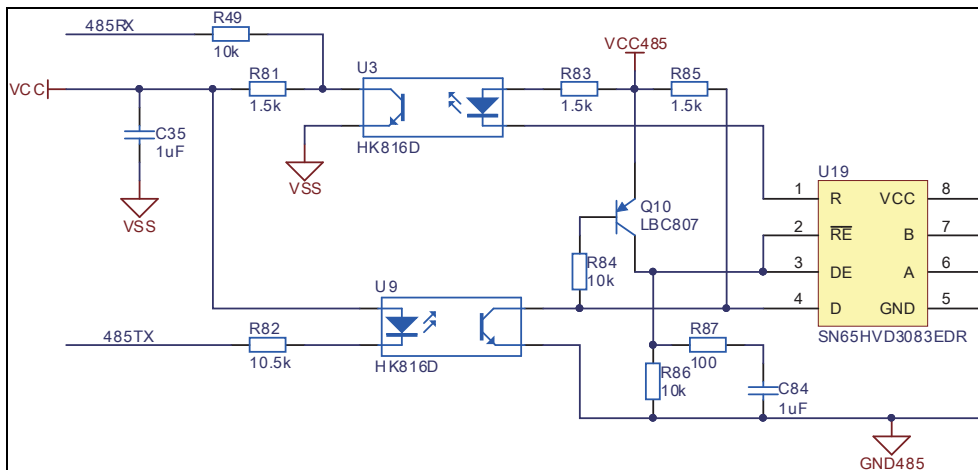 485RX
R49
10k
VCC
R81
1.5k
U3
HK816D
R83
1.5k
VCC485
R85
1.5k
C35
1uF
VSS
VSS
Q10
LBC807
U19
1 R VCC 8
2 RE B 7
3 DE A 6
4 D GND 5
SN65HVD3083EDR
R84
10k
U9
HK816D
485TX
R82
10.5k
R87
100
R86
10k
C84
1uF
GND485